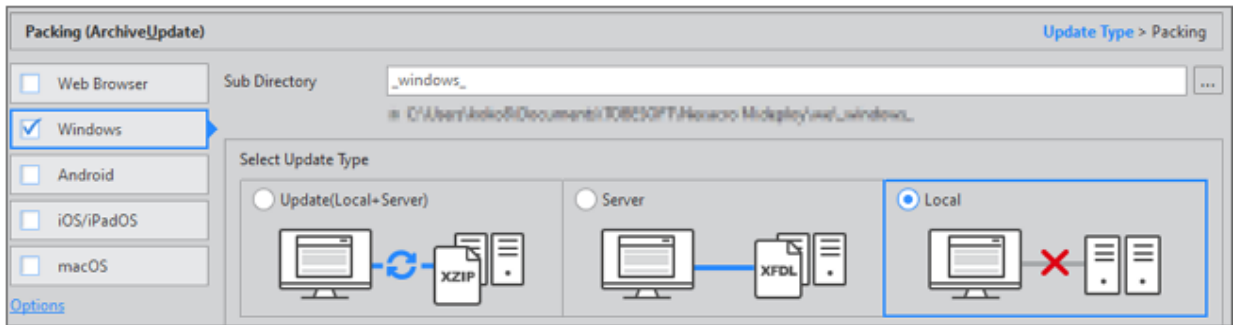 Packing (ArchiveUpdate)
Update Type > Packing
Web Browser
Sub Directory
_windows_
...
Windows
Select Update Type
Android
Update(Local+Server)
Server
Local
iOS/iPadOS
XZIP
XFDL
macOS
Options